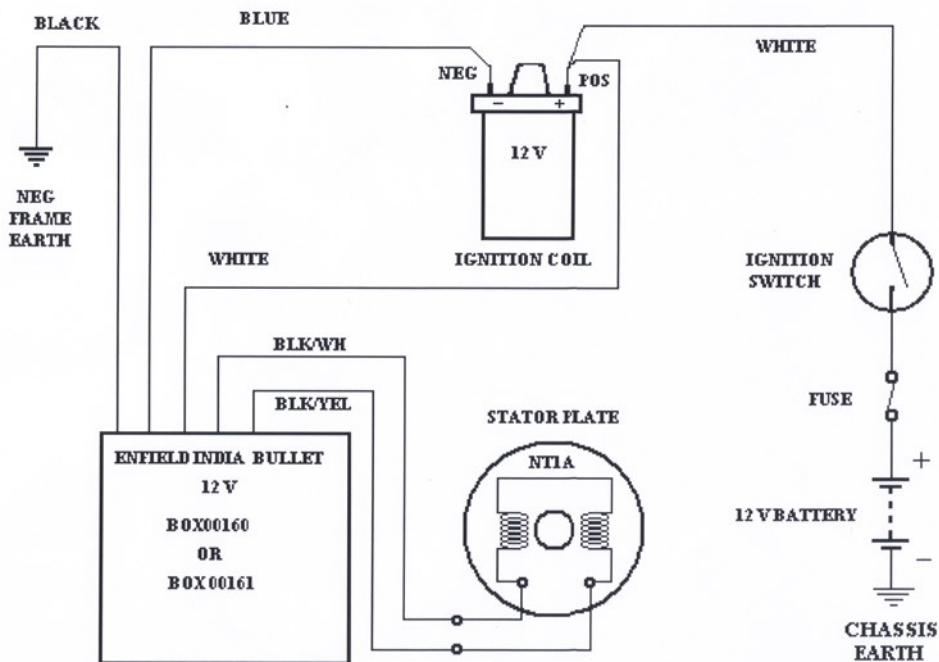 BLACK
BLUE
WHITE
NEG
POS
- +
12 V
NEG
FRAME
EARTH
WHITE
IGNITION COIL
IGNITION
SWITCH
BLK/WH
BLK/YEL
FUSE
STATOR PLATE
NT1A
ENFIELD INDIA BULLET
12 V
BOX00160
OR
BOX00161
+
12 V BATTERY
-
CHASSIS
EARTH